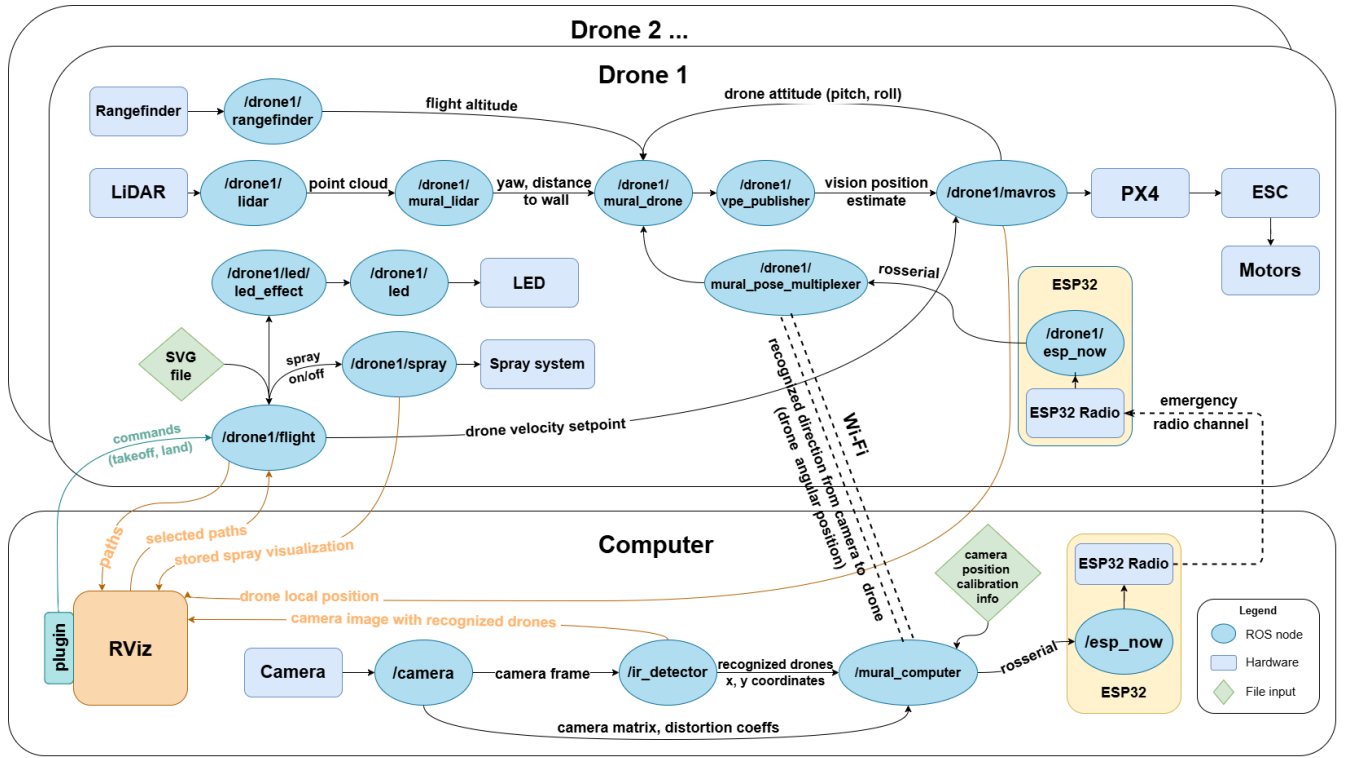 Drone 2 ...
Drone 1
Rangefinder
/drone1/
rangefinder
flight altitude
drone attitude (pitch, roll)
LiDAR
/drone1/
lidar
point cloud
/drone1/
mural_lidar
yaw, distance
to wall
/drone1/
mural_drone
/drone1/
vpe_publisher
vision position
estimate
/drone1/mavros
PX4
ESC
Motors
/drone1/led/
led_effect
/drone1/
led
LED
/drone1/
mural_pose_multiplexer
rosserial
ESP32
/drone1/
esp_now
ESP32 Radio
emergency
radio channel
SVG
file
spray
on/off
/drone1/spray
Spray system
/drone1/flight
drone velocity setpoint
commands
(takeoff, land)
recognized direction from camera to drone
(drone angular position)
Wi-Fi
Computer
paths
selected paths
stored spray visualization
drone local position
camera image with recognized drones
plugin
RViz
Camera
/camera
camera frame
/ir_detector
recognized drones
x, y coordinates
/mural_computer
camera matrix, distortion coeffs
camera
position
calibration
info
rosserial
ESP32 Radio
/esp_now
ESP32
Legend
ROS node
Hardware
File input